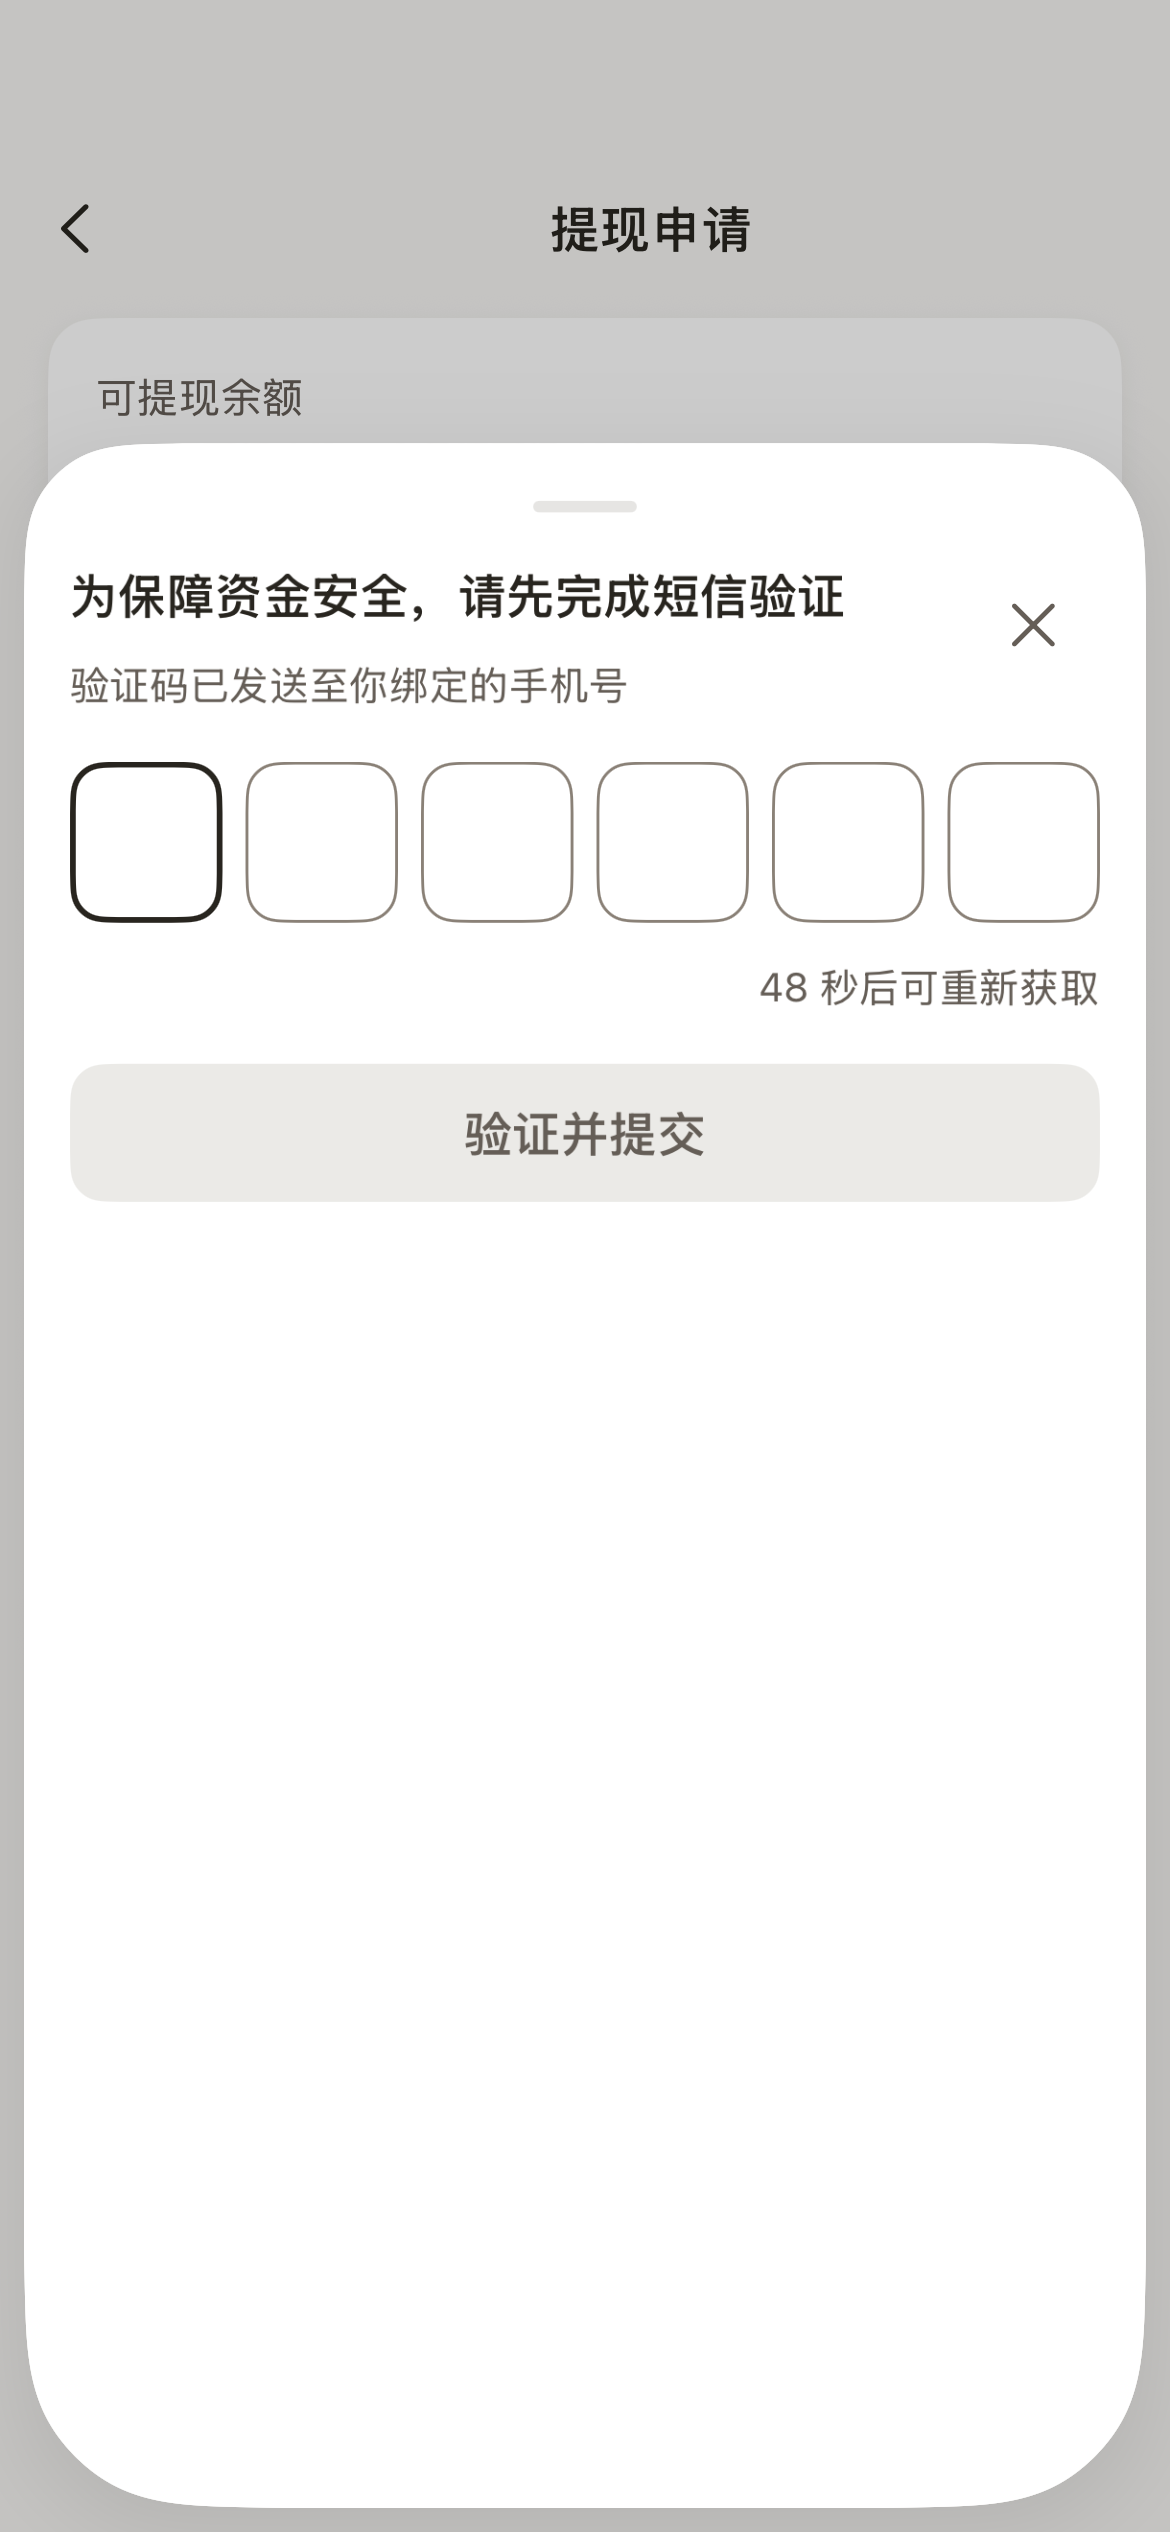 提现申请
可提现余额
为保障资金安全，请先完成短信验证
验证码已发送至你绑定的手机号
48 秒后可重新获取
验证并提交